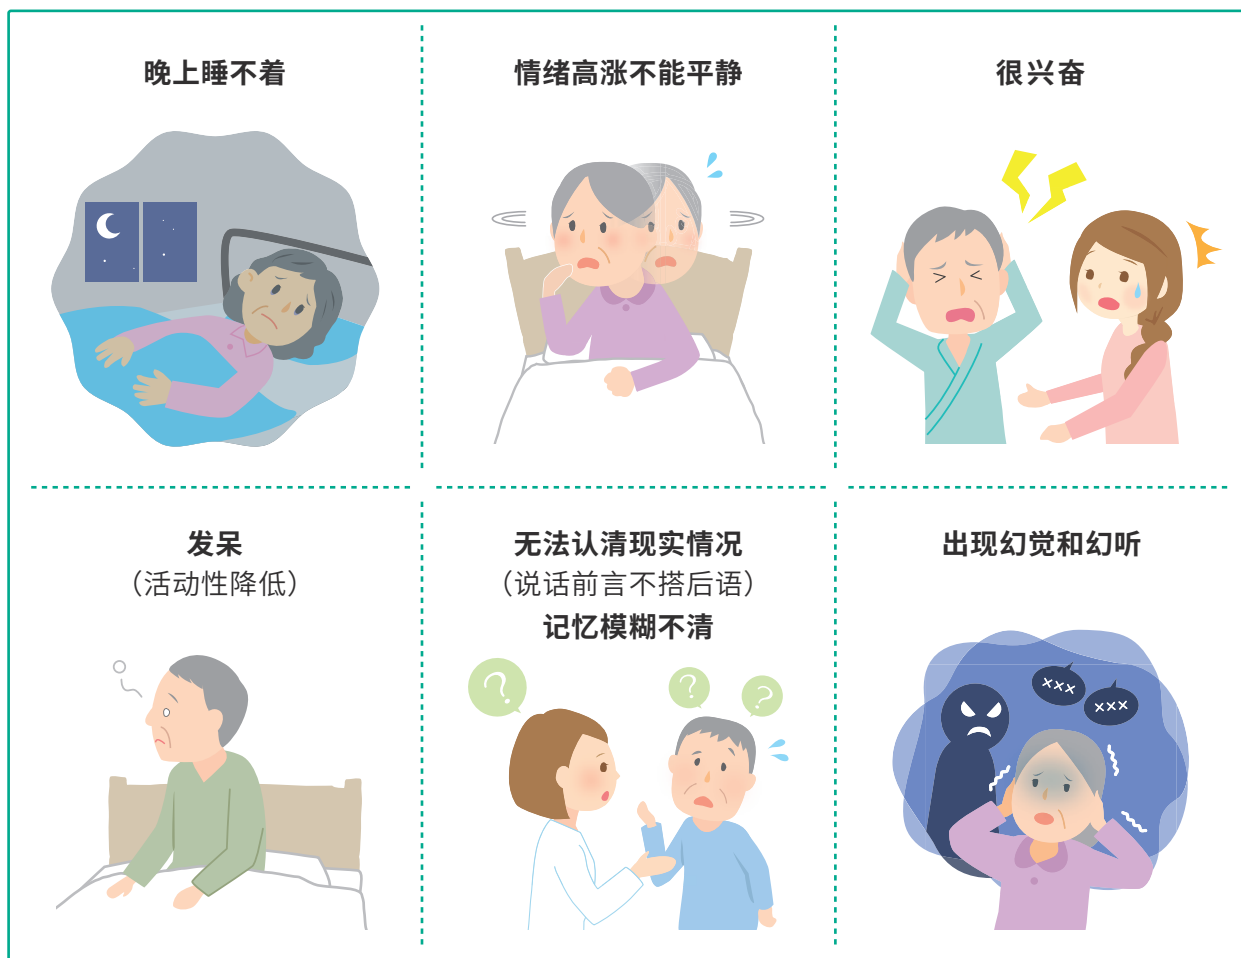 晚上睡不着
情绪高涨不能平静
很兴奋
发呆
（活动性降低）
无法认清现实情况
（说话前言不搭后语）
记忆模糊不清
出现幻觉和幻听
?
?
?
×××
×××